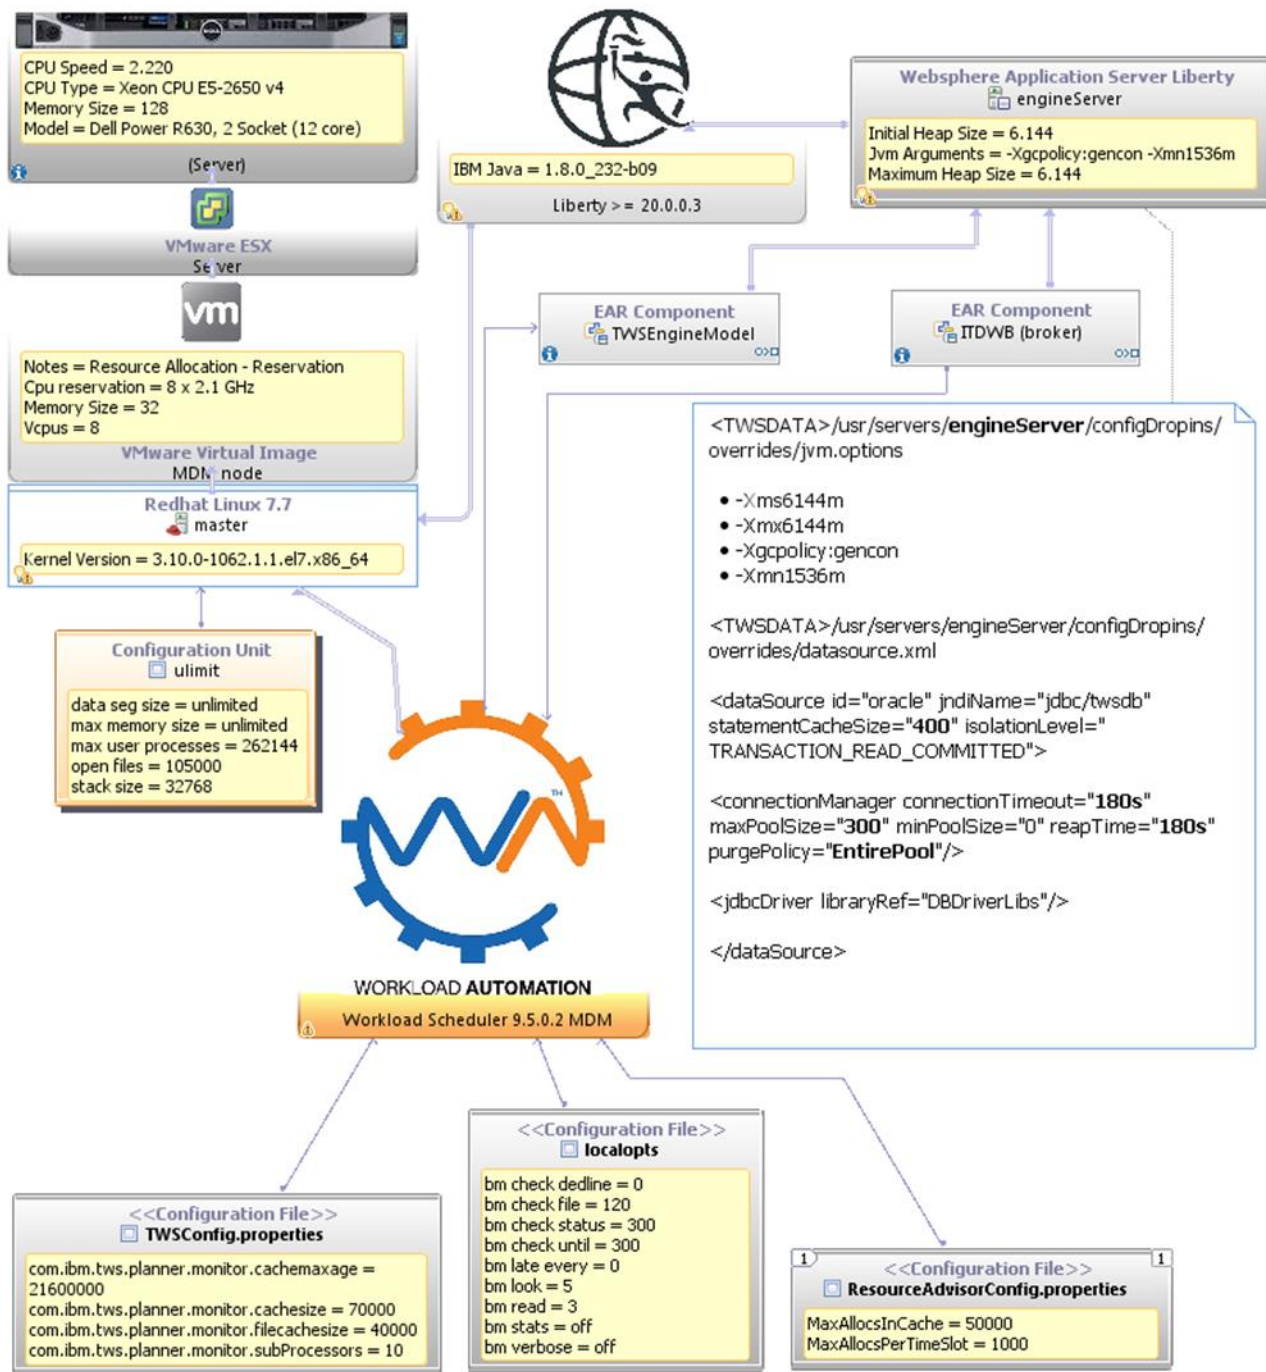 DELL
CPU Speed = 2.220
CPU Type = Xeon CPU E5-2650 v4
Memory Size = 128
Model = Dell Power R630, 2 Socket (12 core)
(Server)
VMware ESX
Server
vm
Notes = Resource Allocation - Reservation
Cpu reservation = 8 x 2.1 GHz
Memory Size = 32
Vcpus = 8
VMware Virtual Image
MDM node
Redhat Linux 7.7
master
Kernel Version = 3.10.0-1062.1.1.el7.x86_64
Configuration Unit
ulimit
data seg size = unlimited
max memory size = unlimited
max user processes = 262144
open files = 105000
stack size = 32768
IBM Java = 1.8.0_232-b09
Liberty >= 20.0.0.3
Websphere Application Server Liberty
engineServer
Initial Heap Size = 6.144
Jvm Arguments = -Xgcpolicy:gencon -Xmn1536m
Maximum Heap Size = 6.144
EAR Component
TWSEngineModel
EAR Component
ITDWB (broker)
<TWSDATA>/usr/servers/engineServer/configDropins/
overrides/jvm.options
• -Xms6144m
• -Xmx6144m
• -Xgcpolicy:gencon
• -Xmn1536m
<TWSDATA>/usr/servers/engineServer/configDropins/
overrides/datasource.xml
<dataSource id="oracle" jndiName="jdbc/twsdb"
statementCacheSize="400" isolationLevel="
TRANSACTION_READ_COMMITTED">
<connectionManager connectionTimeout="180s"
maxPoolSize="300" minPoolSize="0" reapTime="180s"
purgePolicy="EntirePool"/>
<jdbcDriver libraryRef="DBDriverLibs"/>
</dataSource>
TM
WORKLOAD AUTOMATION
Workload Scheduler 9.5.0.2 MDM
<<Configuration File>>
TWSConfig.properties
com.ibm.tws.planner.monitor.cachemaxage =
21600000
com.ibm.tws.planner.monitor.cachesize = 70000
com.ibm.tws.planner.monitor.filecachesize = 40000
com.ibm.tws.planner.monitor.subProcessors = 10
<<Configuration File>>
localopts
bm check dedline = 0
bm check file = 120
bm check status = 300
bm check until = 300
bm late every = 0
bm look = 5
bm read = 3
bm stats = off
bm verbose = off
1
1
<<Configuration File>>
ResourceAdvisorConfig.properties
MaxAllocsInCache = 50000
MaxAllocsPerTimeSlot = 1000